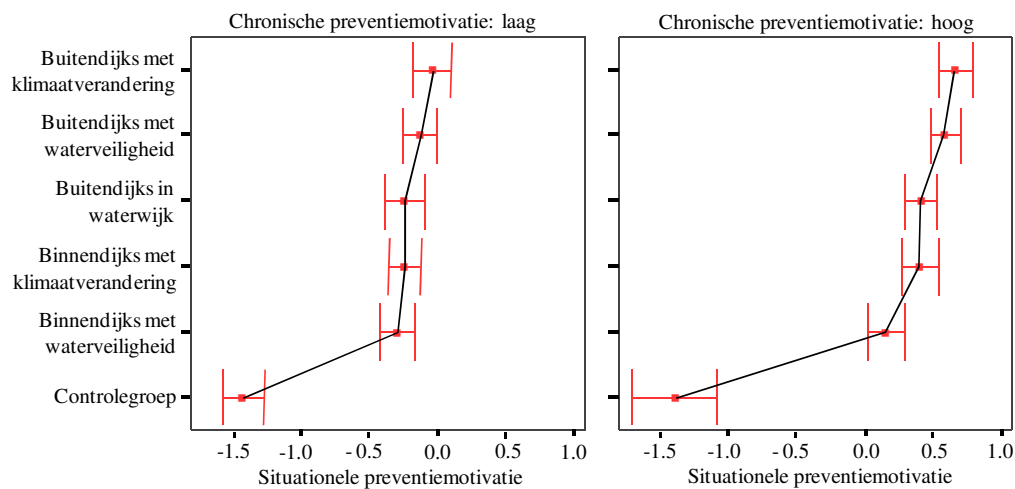 Chronische preventiemotivatie: laag
Chronische preventiemotivatie: hoog
Buitendijks met
klimaatverandering
Buitendijks met
waterveiligheid
Buitendijks in
waterwijk
Binnendijks met
klimaatverandering
Binnendijks met
waterveiligheid
Controlegroep
-1.5 -1.0 -0.5 0.0 0.5 1.0
-1.5 -1.0 -0.5 0.0 0.5 1.0
Situationele preventiemotivatie
Situationele preventiemotivatie